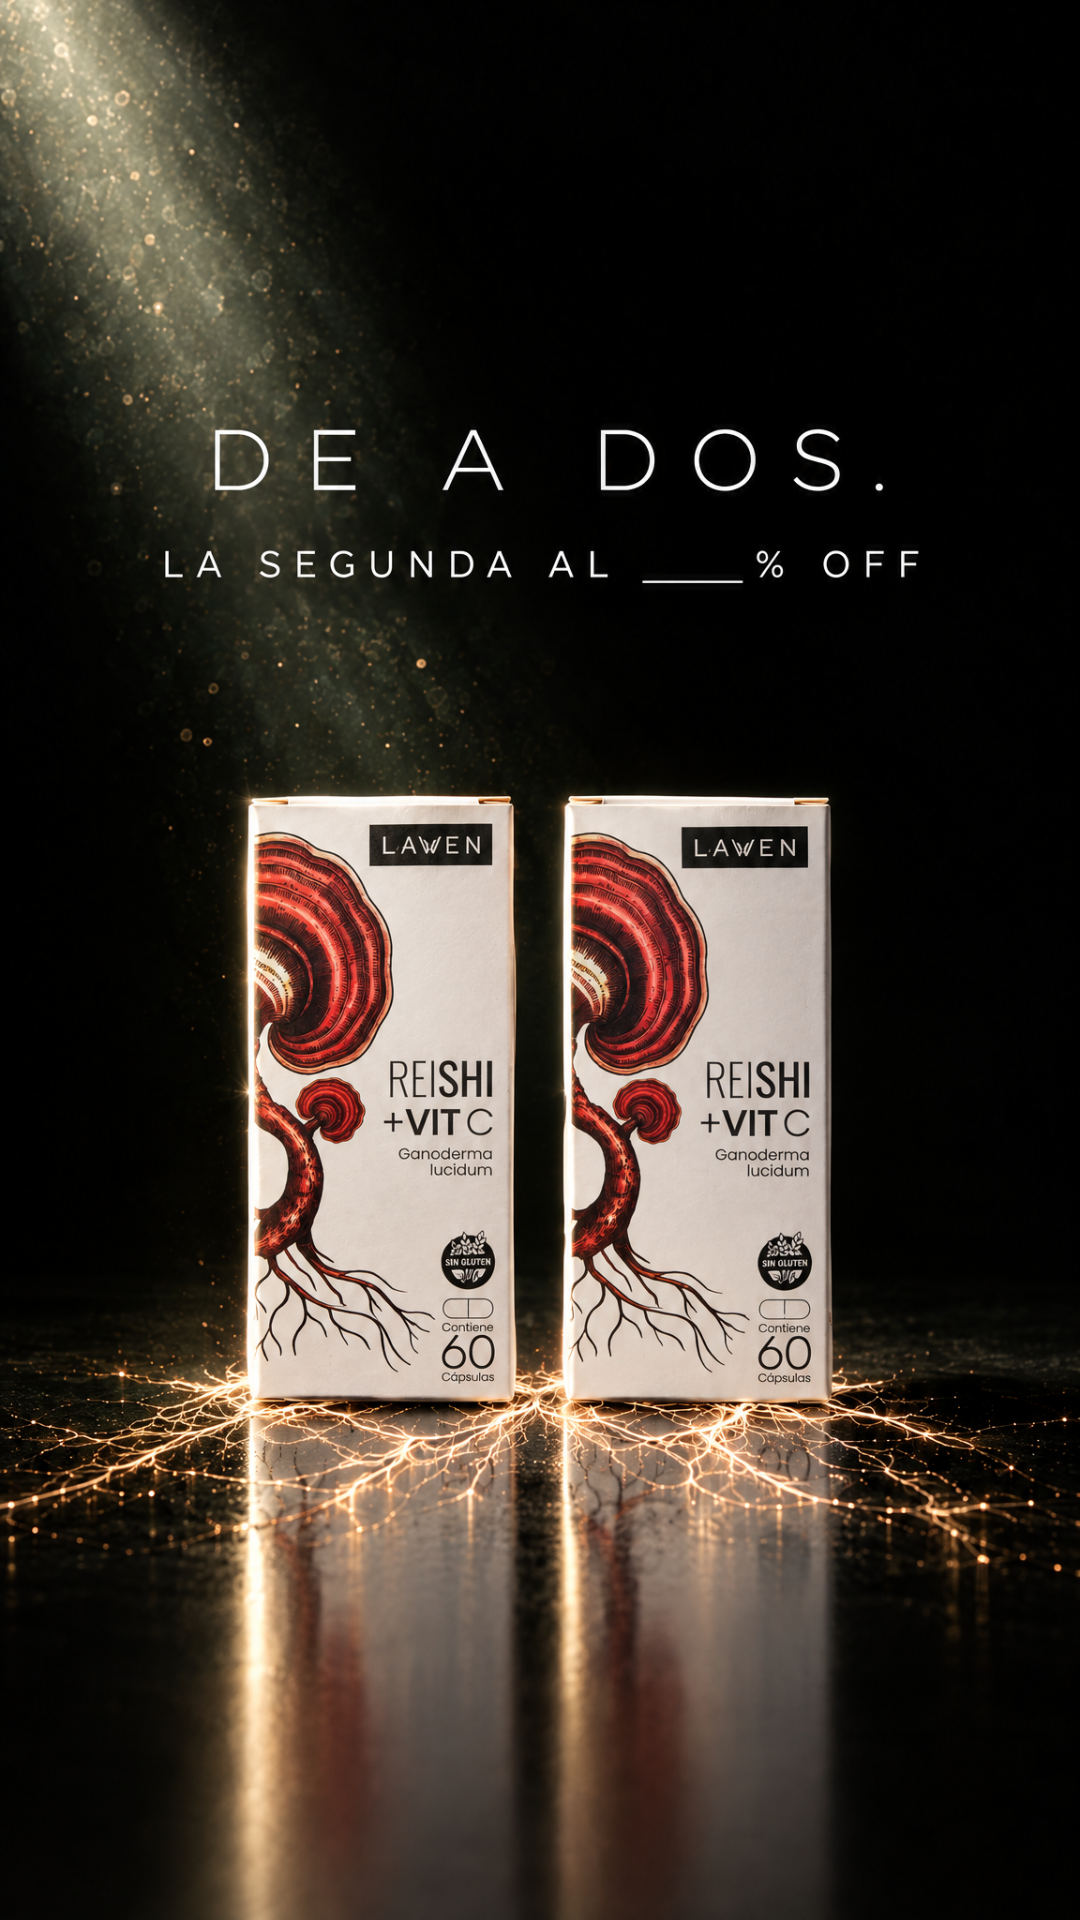 DE A DOS.
LA SEGUNDA AL _____% OFF
LAWEN
REISHI
+VIT C
Ganoderma
lucidum
SIN GLUTEN
Contiene
60
Cápsulas
LAWEN
REISHI
+VIT C
Ganoderma
lucidum
SIN GLUTEN
Contiene
60
Cápsulas